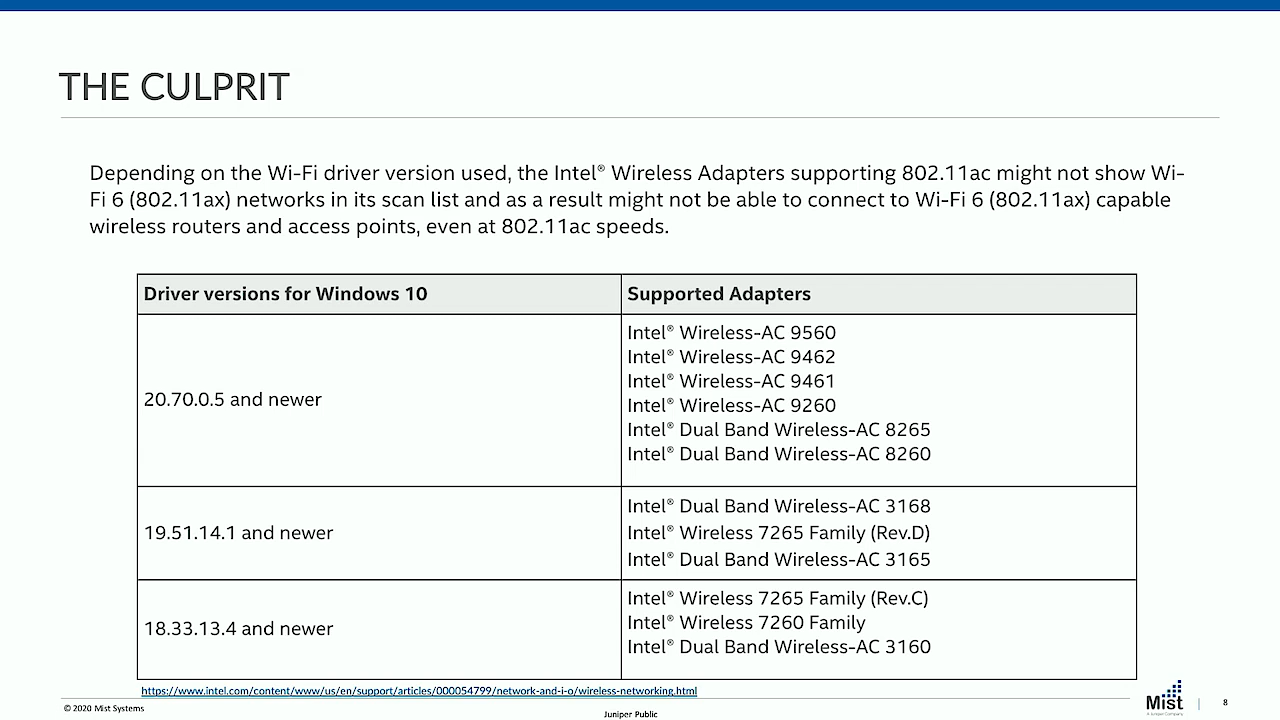 THE CULPRIT
Depending on the Wi-Fi driver version used, the Intel® Wireless Adapters supporting 802.11ac might not show Wi-
Fi 6 (802.11ax) networks in its scan list and as a result might not be able to connect to Wi-Fi 6 (802.11ax) capable
wireless routers and access points, even at 802.11ac speeds.
Driver versions for Windows 10
Supported Adapters
20.70.0.5 and newer
Intel® Wireless-AC 9560
Intel® Wireless-AC 9462
Intel® Wireless-AC 9461
Intel® Wireless-AC 9260
Intel® Dual Band Wireless-AC 8265
Intel® Dual Band Wireless-AC 8260
19.51.14.1 and newer
Intel® Dual Band Wireless-AC 3168
Intel® Wireless 7265 Family (Rev.D)
Intel® Dual Band Wireless-AC 3165
18.33.13.4 and newer
Intel® Wireless 7265 Family (Rev.C)
Intel® Wireless 7260 Family
Intel® Dual Band Wireless-AC 3160
https://www.intel.com/content/www/us/en/support/articles/000054799/network-and-i-o/wireless-networking.html
© 2020 Mist Systems
Juniper Public
Mist
A Juniper Company
8